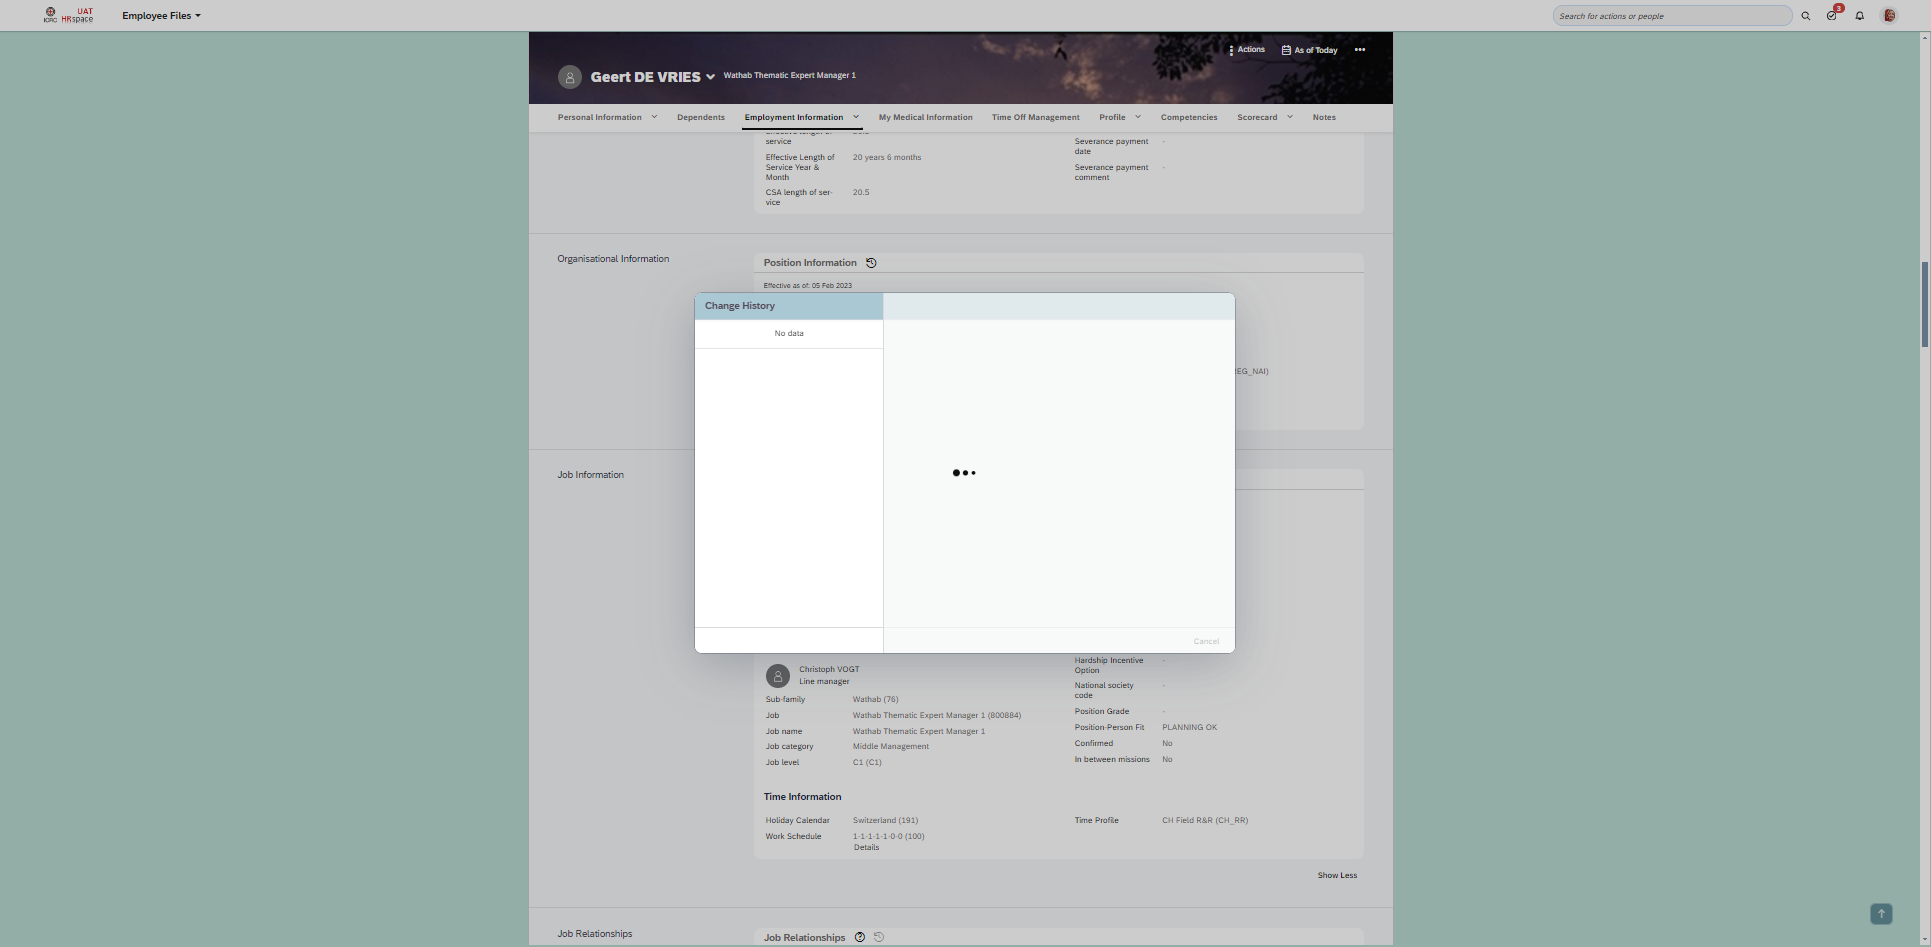 ICRC
UAT
HRspace
Employee Files
Search for actions or people
3
Actions
As of Today
Geert DE VRIES
Wathab Thematic Expert Manager 1
Personal Information
Dependents
Employment Information
My Medical Information
Time Off Management
Profile
Competencies
Scorecard
Notes
service
Effective Length of
Service Year &
Month
20 years 6 months
CSA length of ser-
vice
20.5
Severance payment
date
-
Severance payment
comment
-
Organisational Information
Position Information
Effective as of: 05 Feb 2023
REG_NAI)
Change History
No data
Cancel
Job Information
Christoph VOGT
Line manager
Sub-family
Wathab (76)
Job
Wathab Thematic Expert Manager 1 (800884)
Job name
Wathab Thematic Expert Manager 1
Job category
Middle Management
Job level
C1 (C1)
Hardship Incentive
Option
-
National society
code
-
Position Grade
-
Position-Person Fit
PLANNING OK
Confirmed
No
In between missions
No
Time Information
Holiday Calendar
Switzerland (191)
Work Schedule
1-1-1-1-1-0-0 (100)
Details
Time Profile
CH Field R&R (CH_RR)
Show Less
Job Relationships
Job Relationships